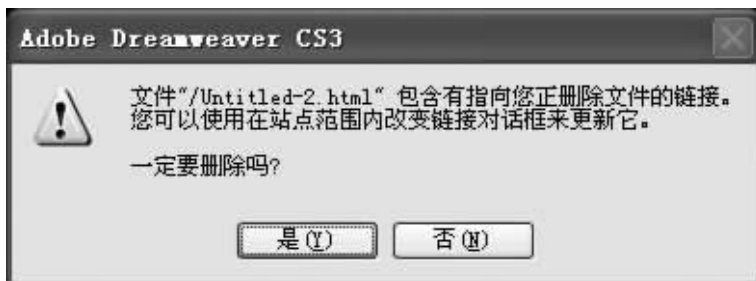 Adobe Dreamweaver CS3
文件"/Untitled-2.html" 包含有指向您正删除文件的链接。
您可以使用在站点范围内改变链接对话框来更新它。
一定要删除吗?
是(Y) 否(N)